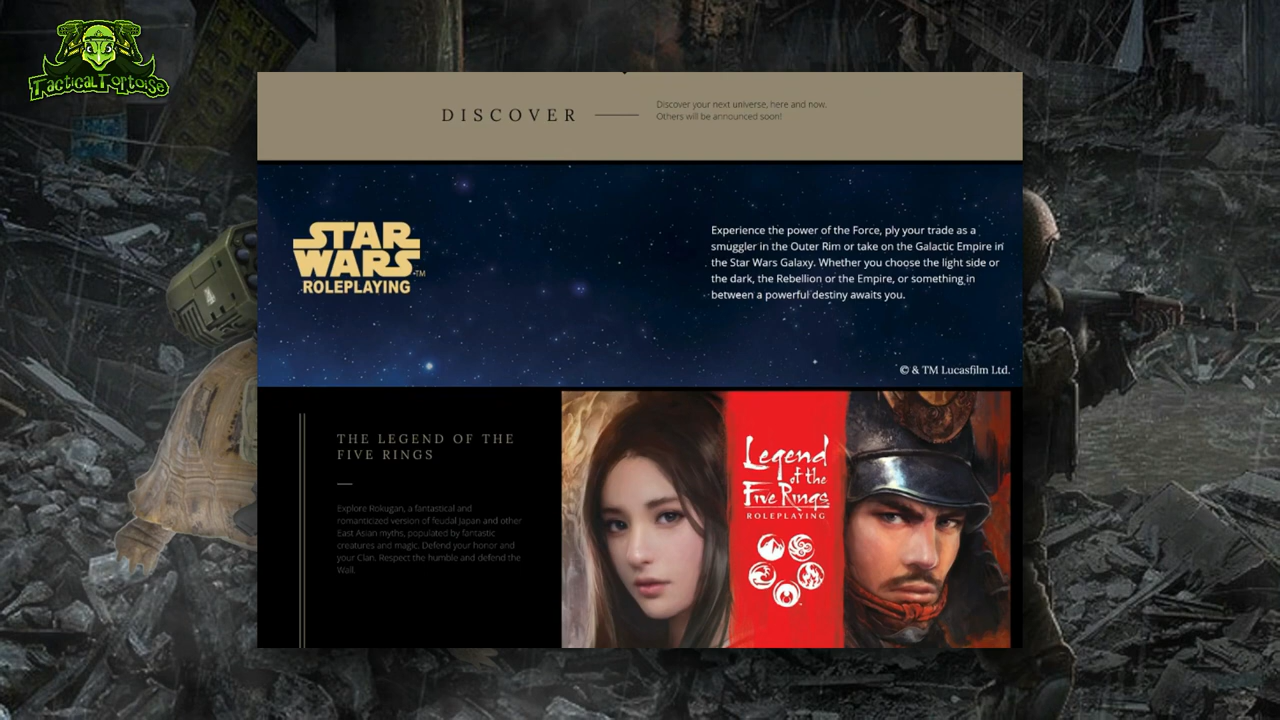 TacticalTortoise
DISCOVER
Discover your next universe, here and now.
Others will be announced soon!
STAR
WARS
TM
ROLEPLAYING
Experience the power of the Force, ply your trade as a
smuggler in the Outer Rim or take on the Galactic Empire in
the Star Wars Galaxy. Whether you choose the light side or
the dark, the Rebellion or the Empire, or something in
between a powerful destiny awaits you.
© & TM Lucasfilm Ltd.
THE LEGEND OF THE
FIVE RINGS
Explore Rokugan, a fantastical and
romanticized version of feudal Japan and other
East Asian myths, populated by fantastic
creatures and magic. Defend your honor and
your Clan. Respect the humble and defend the
Wall.
Legend
of the
Five Rings
ROLEPLAYING